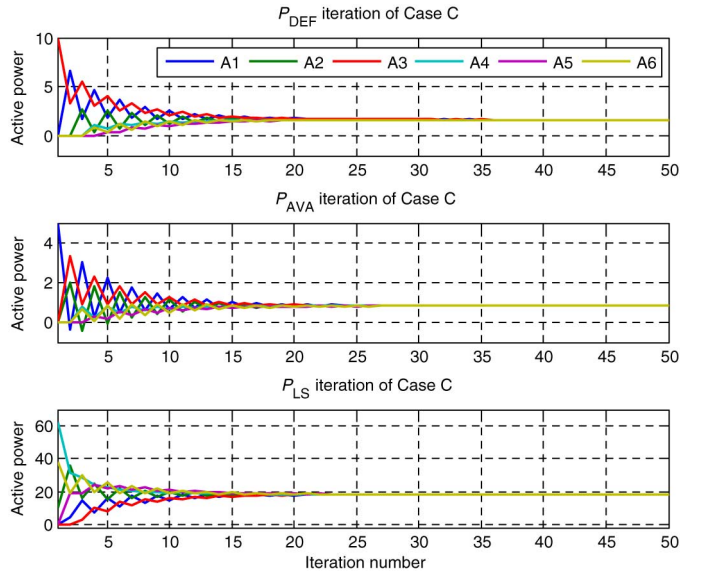 P_DEF iteration of Case C
Active power
10
5
0
A1 A2 A3 A4 A5 A6
5 10 15 20 25 30 35 40 45 50
P_AVA iteration of Case C
Active power
4
2
0
5 10 15 20 25 30 35 40 45 50
P_LS iteration of Case C
Active power
60
40
20
0
5 10 15 20 25 30 35 40 45 50
Iteration number